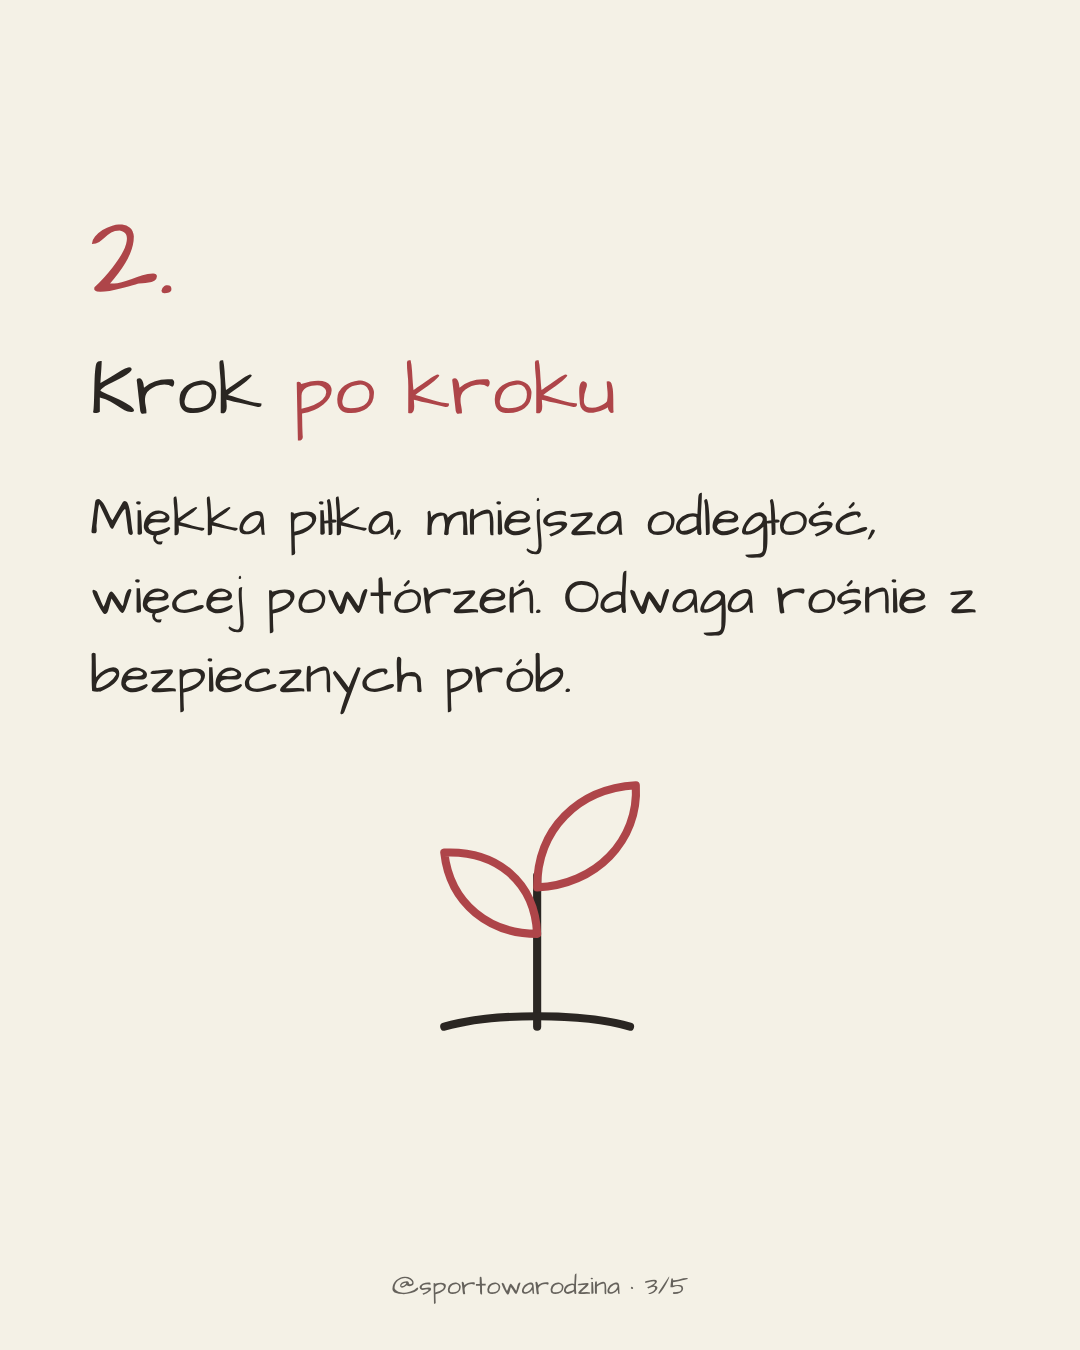 2.
Krok po kroku
Miękka piłka, mniejsza odległość,
więcej powtórzeń. Odwaga rośnie z
bezpiecznych prób.
@sportowarodzina · 3/5